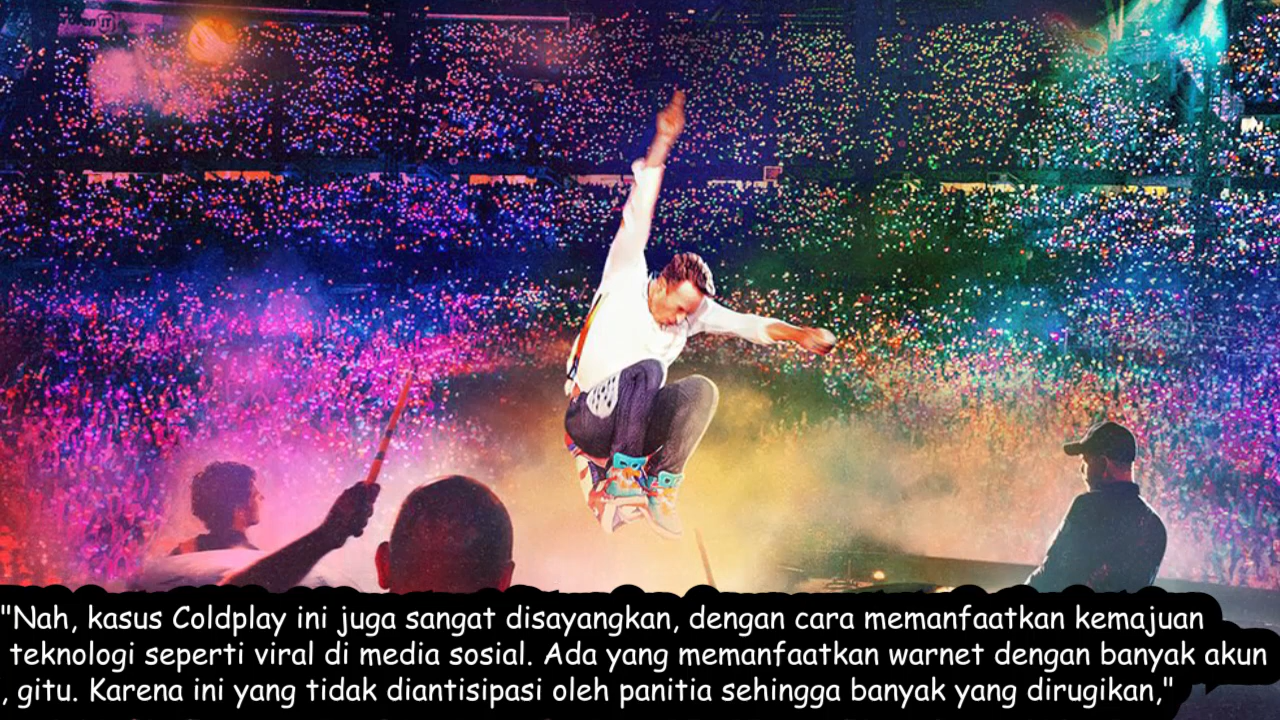 "Nah, kasus Coldplay ini juga sangat disayangkan, dengan cara memanfaatkan kemajuan
teknologi seperti viral di media sosial. Ada yang memanfaatkan warnet dengan banyak akun
, gitu. Karena ini yang tidak diantisipasi oleh panitia sehingga banyak yang dirugikan,"